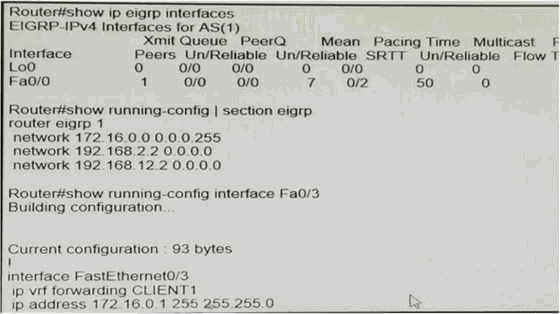 Router#show ip eigrp interfaces
EIGRP-IPv4 Interfaces for AS(1)
Xmit Queue PeerQ Mean Pacing Time Multicast
Interface Peers Un/Reliable Un/Reliable SRTT Un/Reliable Flow T
Lo0 0 0/0 0/0 0 0/0 0 0
Fa0/0 1 0/0 0/0 7 0/2 50 0
Router#show running-config | section eigrp
router eigrp 1
network 172.16.0.0 0.0.0.255
network 192.168.2.2 0.0.0.0
network 192.168.12.2 0.0.0.0
Router#show running-config interface Fa0/3
Building configuration...
Current configuration : 93 bytes
!
interface FastEthernet0/3
ip vrf forwarding CLIENT1
ip address 172.16.0.1 255 255.255.0